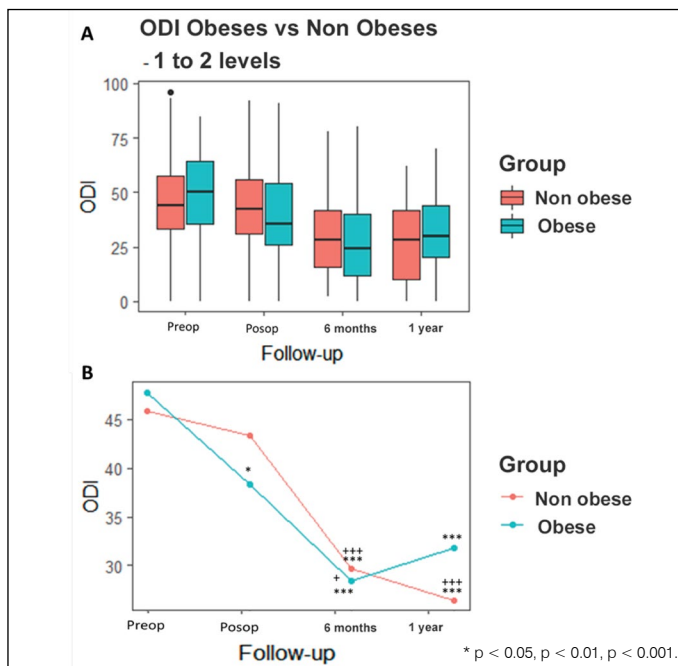 A
ODI Obeses vs Non Obeses
- 1 to 2 levels
100
75
50
25
0
ODI
Preop
Posop
6 months
1 year
Follow-up
Group
Non obese
Obese
B
45
40
35
30
ODI
*
+++
***
+
***
***
+++
***
Preop
Posop
6 months
1 year
Follow-up
Group
Non obese
Obese
* p < 0.05, p < 0.01, p < 0.001.